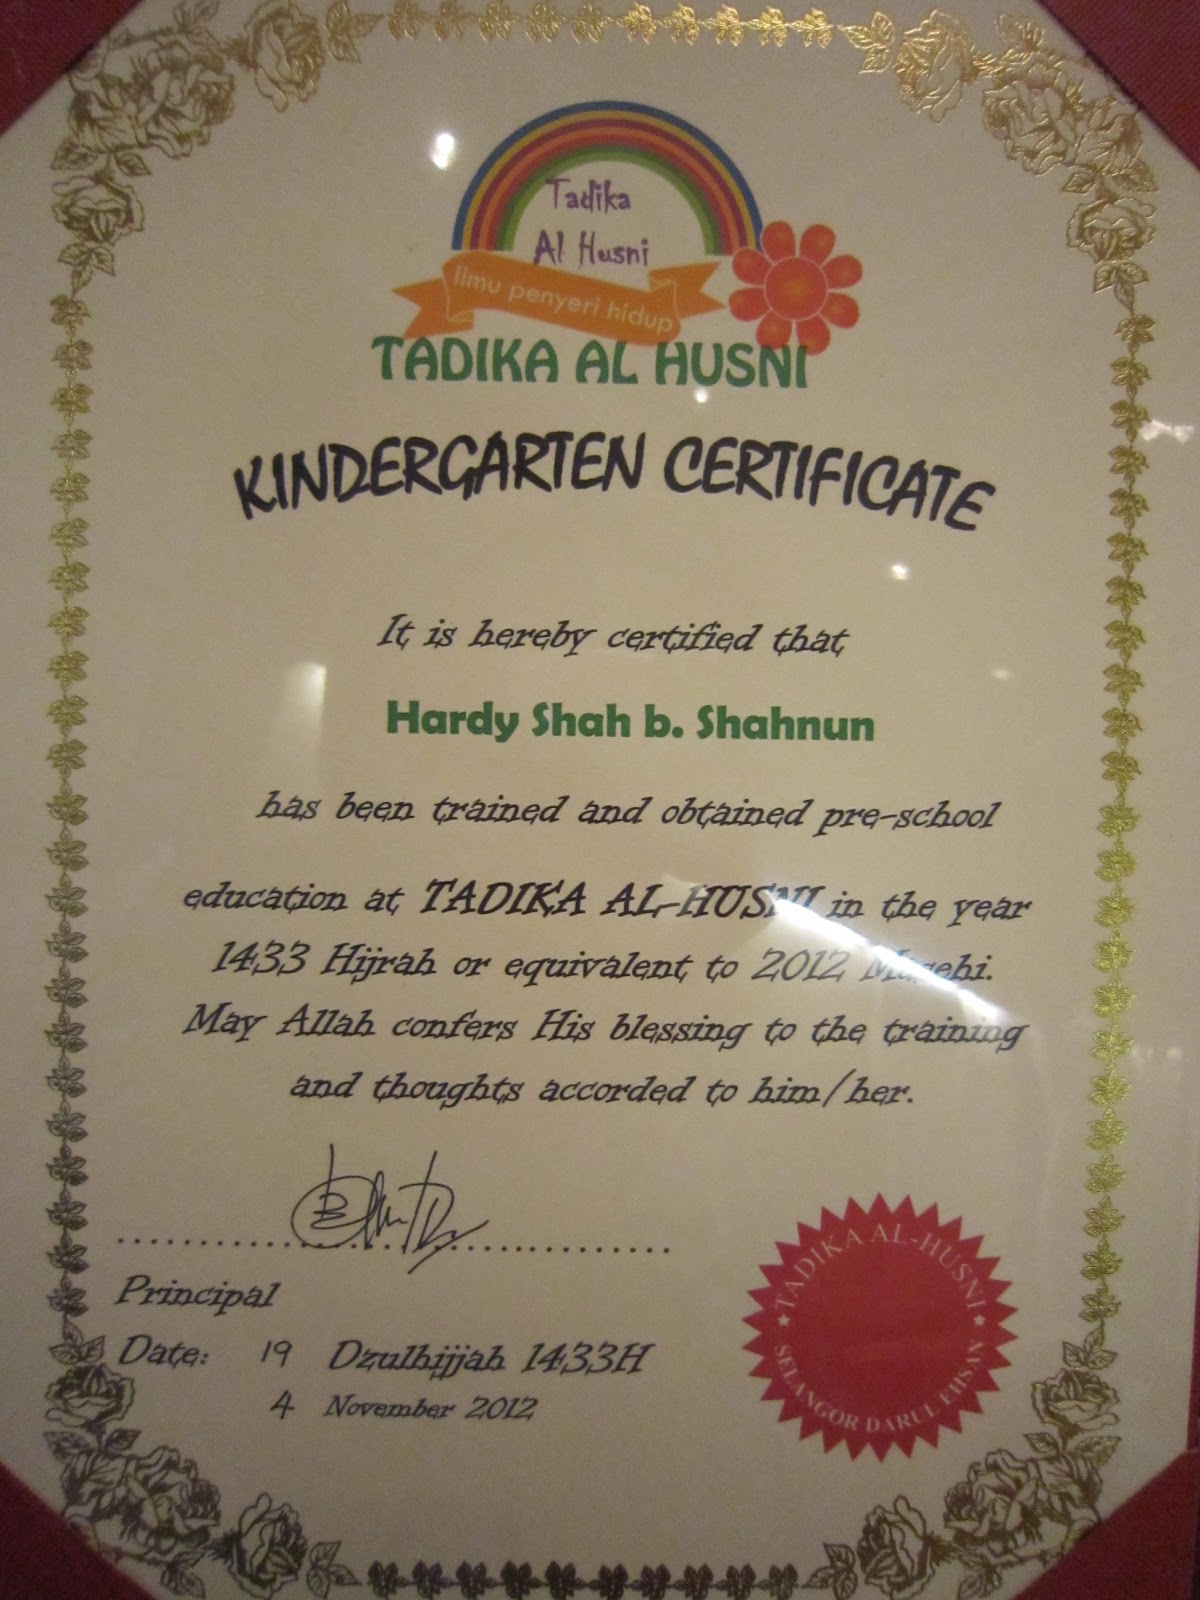 Tadika
Al Husni
Ilmu penyeri hidup
TADIKA AL HUSNI
KINDERGARTEN CERTIFICATE
It is hereby certified that
Hardy Shah b. Shahnun
has been trained and obtained pre-school
education at TADIKA AL-HUSNI in the year
1433 Hijrah or equivalent to 2012
May Allah confers His blessing to the training
and thoughts accorded to him/her.
Principal
Date: 19 Dzulhijjah 1433H
4 November 2012
TADIKA AL-HUSNI
SELANGOR DARUL EHSAN